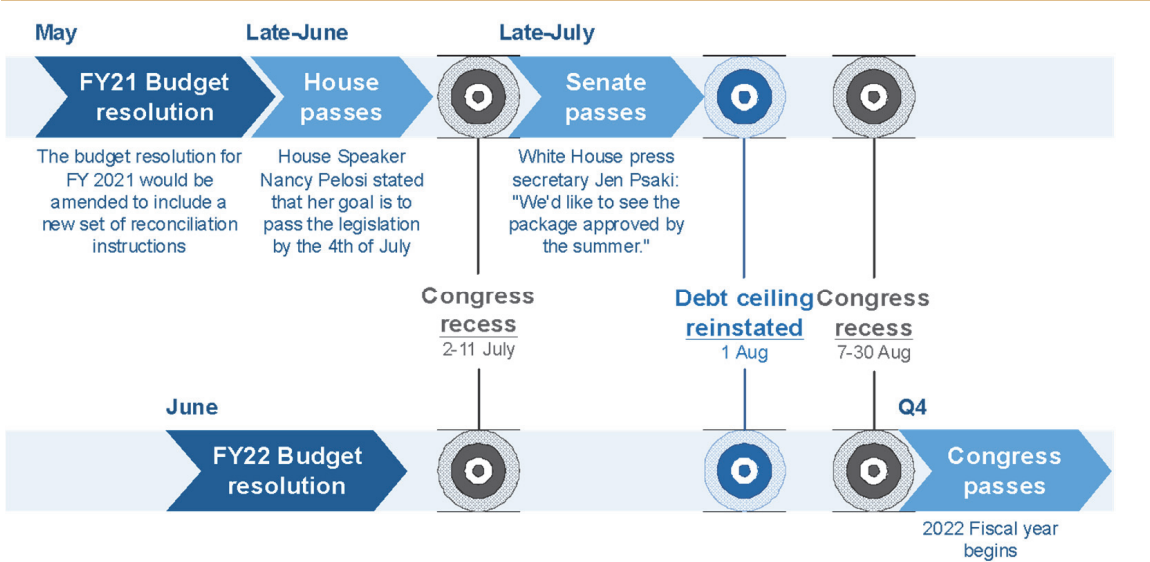 May
Late-June
Late-July
FY21 Budget
resolution
House
passes
Senate
passes
The budget resolution for
FY 2021 would be
amended to include a
new set of reconciliation
instructions
House Speaker
Nancy Pelosi stated
that her goal is to
pass the legislation
by the 4th of July
White House press
secretary Jen Psaki:
"We'd like to see the
package approved by
the summer."
Congress
recess
2-11 July
Debt ceiling
reinstated
1 Aug
Congress
recess
7-30 Aug
June
Q4
FY22 Budget
resolution
Congress
passes
2022 Fiscal year
begins